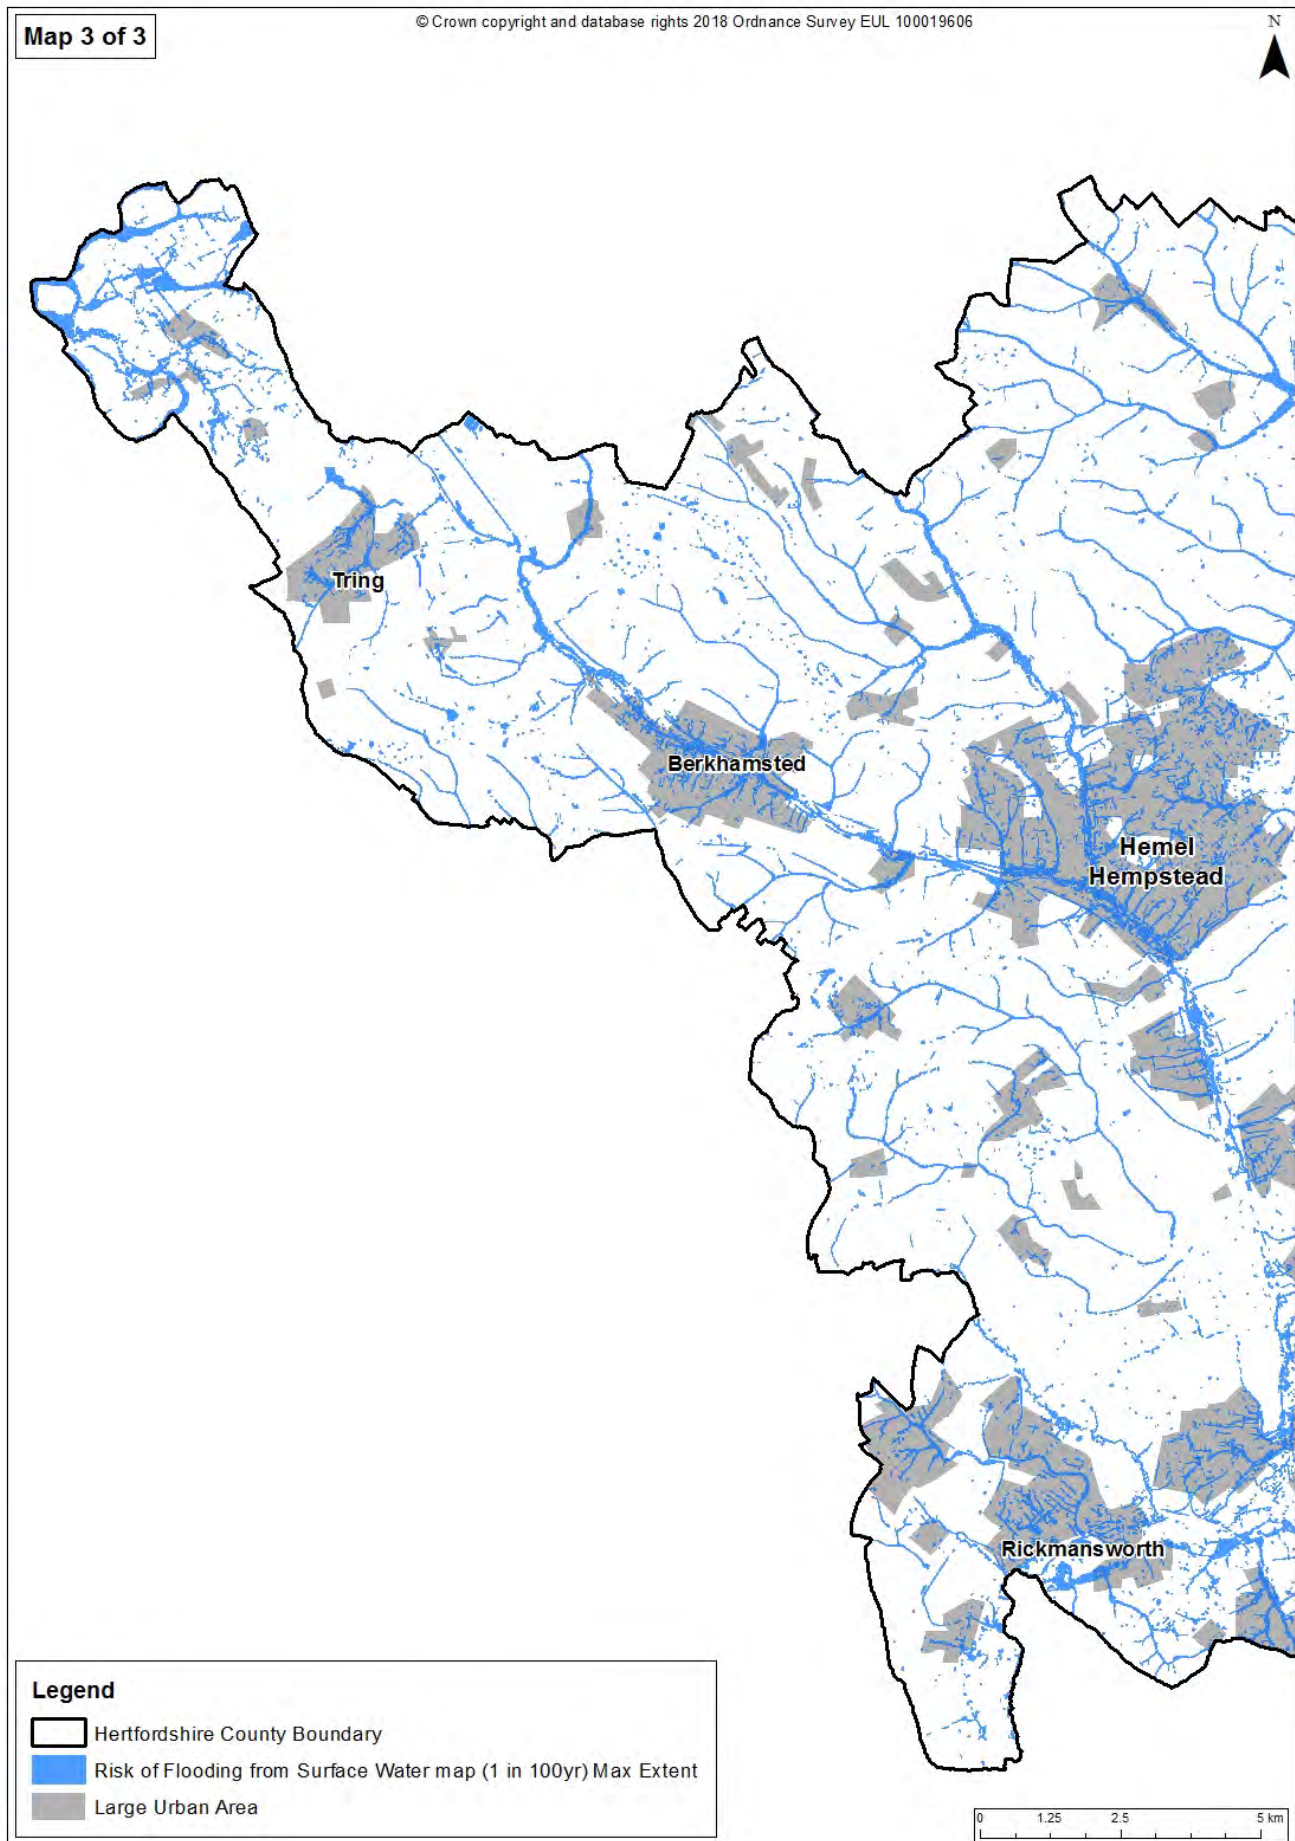 © Crown copyright and database rights 2018 Ordnance Survey EUL 100019606
N
Map 3 of 3
Tring
Berkhamsted
Hemel
Hempstead
Rickmansworth
Legend
Hertfordshire County Boundary
Risk of Flooding from Surface Water map (1 in 100yr) Max Extent
Large Urban Area
0 1.25 2.5 5 km